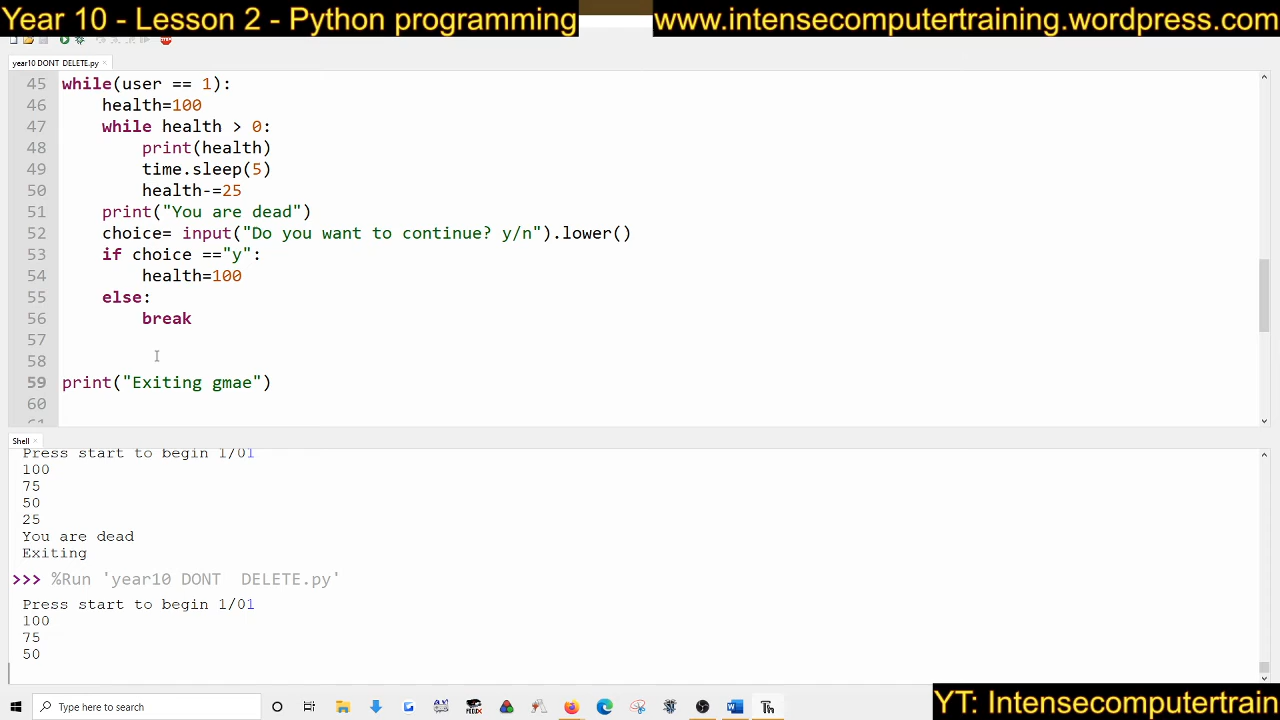 Year 10 - Lesson 2 - Python programming
www.intensecomputertraining.wordpress.com
year10 DONT DELETE.py ×
45 while(user == 1):
46 health=100
47 while health > 0:
48 print(health)
49 time.sleep(5)
50 health-=25
51 print("You are dead")
52 choice= input("Do you want to continue? y/n").lower()
53 if choice =="y":
54 health=100
55 else:
56 break
57
58
59 print("Exiting gmae")
60
61
Shell ×
Press start to begin 1/01
100
75
50
25
You are dead
Exiting
>>> %Run 'year10 DONT  DELETE.py'
Press start to begin 1/01
100
75
50
Type here to search
YT: Intensecomputertrain